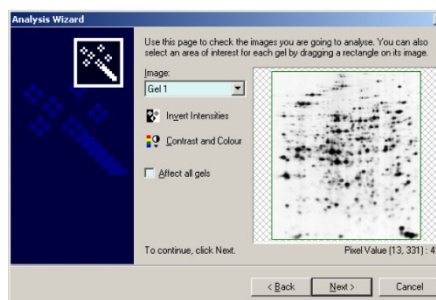 Analysis Wizard
Use this page to check the images you are going to analyse. You can also
select an area of interest for each gel by dragging a rectangle on its image.
Image:
Gel 1
Invert Intensities
Contrast and Colour
Affect all gels
To continue, click Next.
Pixel Value (13, 331) : 4
< Back
Next >
Cancel